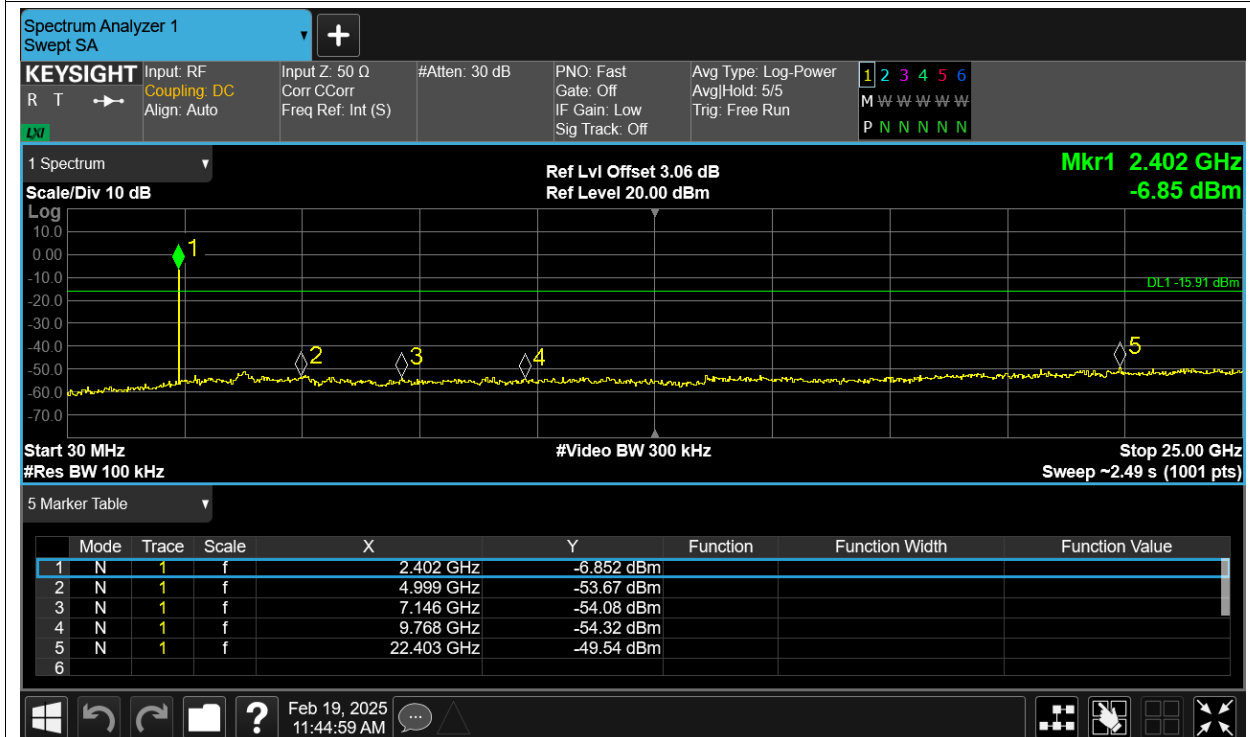 Spectrum Analyzer 1
Swept SA
+
KEYSIGHT
R T
LXI
Input: RF
Coupling: DC
Align: Auto
Input Z: 50 Ω
Corr CCorr
Freq Ref: Int (S)
#Atten: 30 dB
PNO: Fast
Gate: Off
IF Gain: Low
Sig Track: Off
Avg Type: Log-Power
Avg|Hold: 5/5
Trig: Free Run
1 2 3 4 5 6
M W W W W W
P N N N N N
1 Spectrum
Scale/Div 10 dB
Ref Lvl Offset 3.06 dB
Ref Level 20.00 dBm
Mkr1 2.402 GHz
-6.85 dBm
Log
10.0
0.00
-10.0
-20.0
-30.0
-40.0
-50.0
-60.0
-70.0
1
DL1 -15.91 dBm
2
3
4
5
Start 30 MHz
#Video BW 300 kHz
Stop 25.00 GHz
#Res BW 100 kHz
Sweep ~2.49 s (1001 pts)
5 Marker Table
Mode Trace Scale X Y Function Function Width Function Value
1 N 1 f 2.402 GHz -6.852 dBm
2 N 1 f 4.999 GHz -53.67 dBm
3 N 1 f 7.146 GHz -54.08 dBm
4 N 1 f 9.768 GHz -54.32 dBm
5 N 1 f 22.403 GHz -49.54 dBm
6
?
Feb 19, 2025
11:44:59 AM